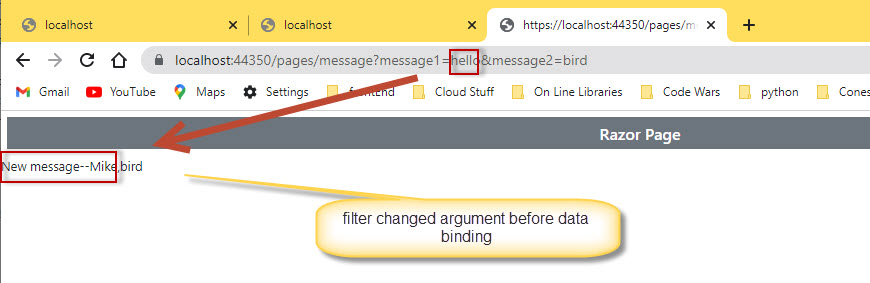 localhost
localhost
https://localhost:44350/pages/m
localhost:44350/pages/message?message1=hello&message2=bird
Gmail YouTube Maps Settings frontEnd Cloud Stuff On Line Libraries Code Wars python Cones
Razor Page
New message--Mike,bird
filter changed argument before data
binding